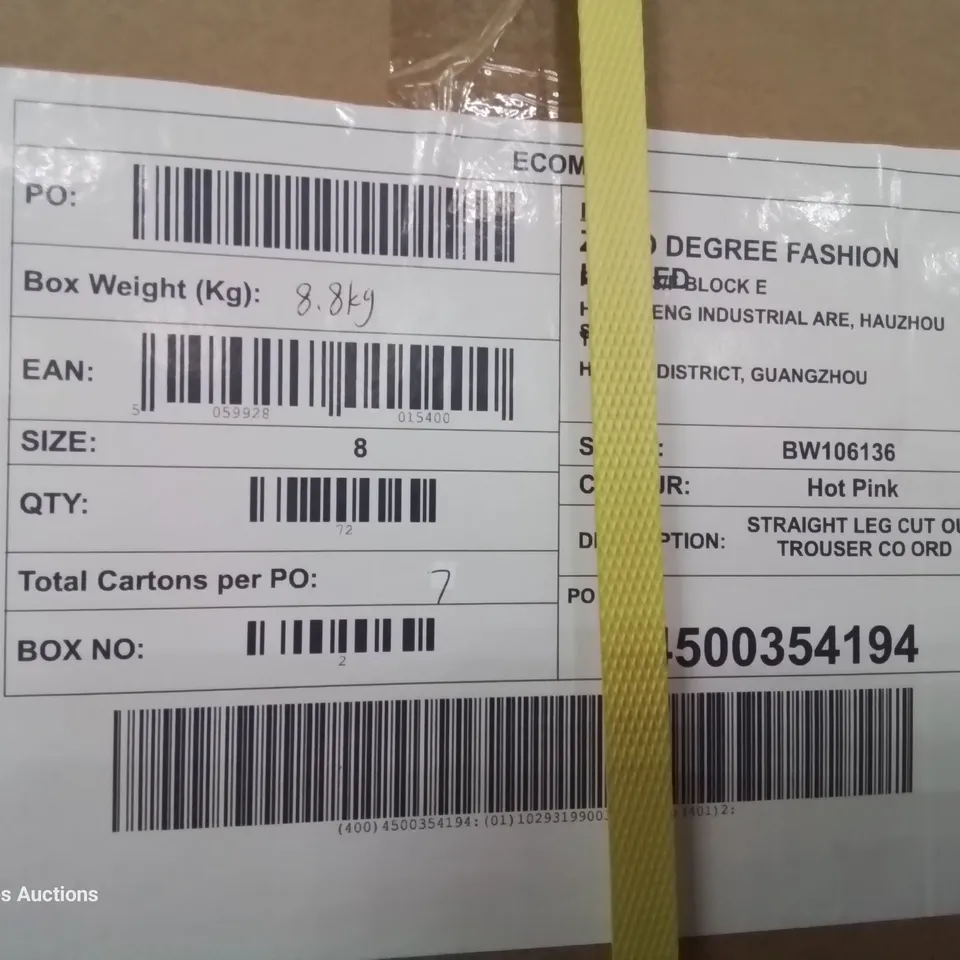 ECOM
PO:
Box Weight (Kg): 8.8kg
EAN:
5 059928 015400
SIZE: 8
QTY:
72
Total Cartons per PO: 7
BOX NO:
2
DEGREE FASHION
BLOCK E
INDUSTRIAL ARE, HAUZHOU
DISTRICT, GUANGZHOU
BW106136
Hot Pink
STRAIGHT LEG CUT
TROUSER CO ORD
PO
4500354194
(400)4500354194:(01)1029319900
401)2:
s Auctions